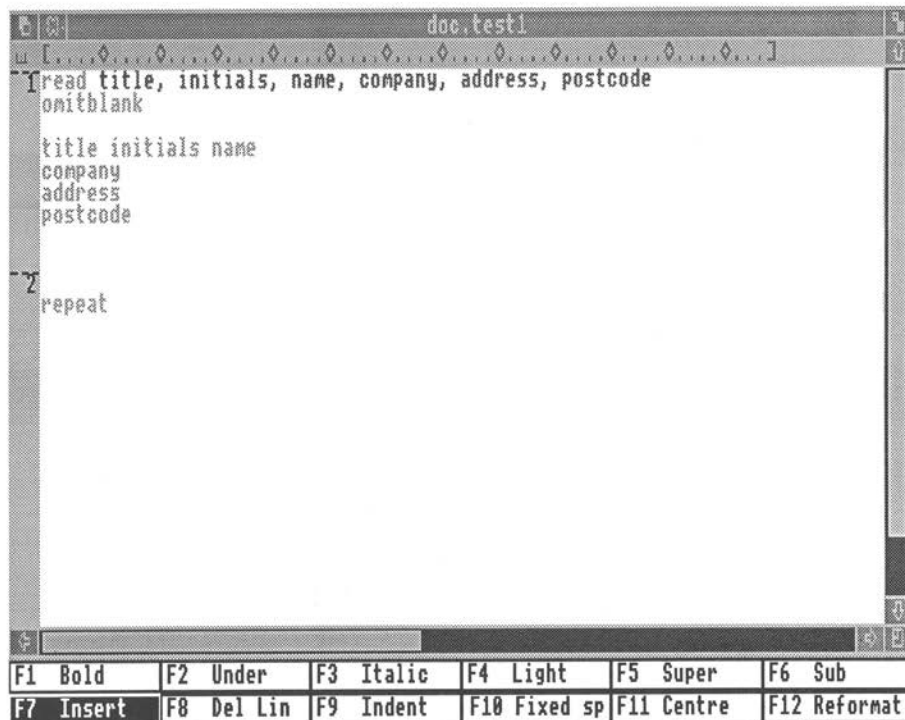 doc.test1
1 read title, initials, name, company, address, postcode
omitblank
title initials name
company
address
postcode
2
repeat
F1 Bold F2 Under F3 Italic F4 Light F5 Super F6 Sub
F7 Insert F8 Del Lin F9 Indent F10 Fixed sp F11 Centre F12 Reformat